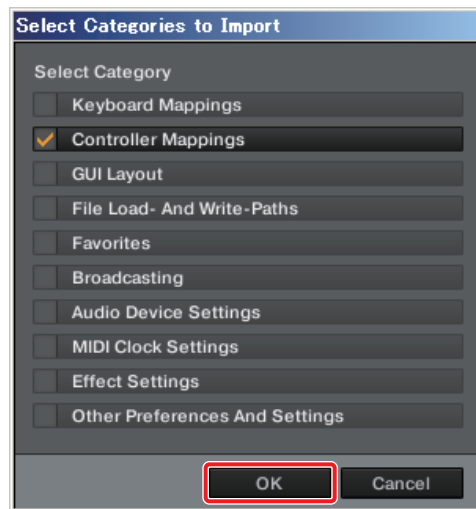 Select Categories to Import
Select Category
Keyboard Mappings
Controller Mappings
GUI Layout
File Load- And Write-Paths
Favorites
Broadcasting
Audio Device Settings
MIDI Clock Settings
Effect Settings
Other Preferences And Settings
OK Cancel